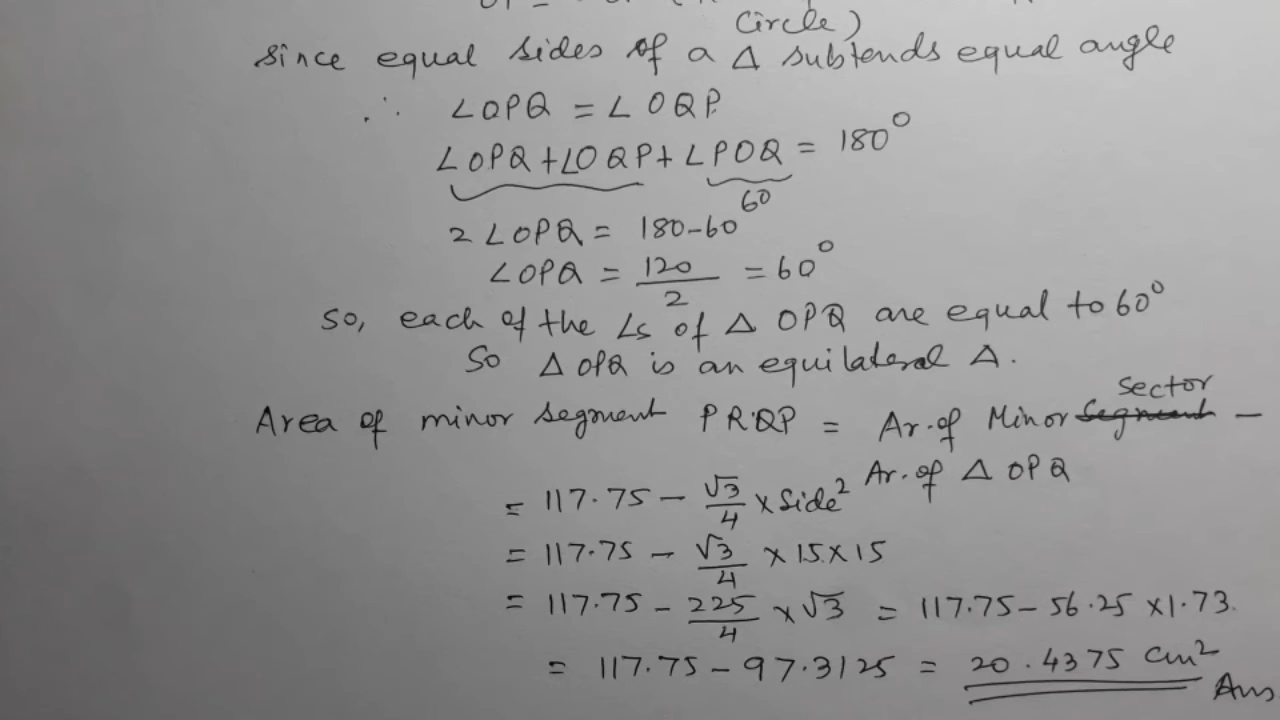 Circle)
Since equal sides of a Δ subtends equal angle
∴ ∠OPQ = ∠OQP
∠OPQ + ∠OQP + ∠POQ = 180°
60
2∠OPQ = 180-60
∠OPQ = 120/2 = 60°
So, each of the ∠s of Δ OPQ are equal to 60°
So Δ OPQ is an equilateral Δ.
Area of minor segment PRQP = Ar. of Minor Segment Sector -
Ar. of Δ OPQ
= 117.75 - √3/4 × Side²
= 117.75 - √3/4 × 15 × 15
= 117.75 - 225/4 × √3 = 117.75 - 56.25 × 1.73
= 117.75 - 97.3125 = 20.4375 cm²
Ans